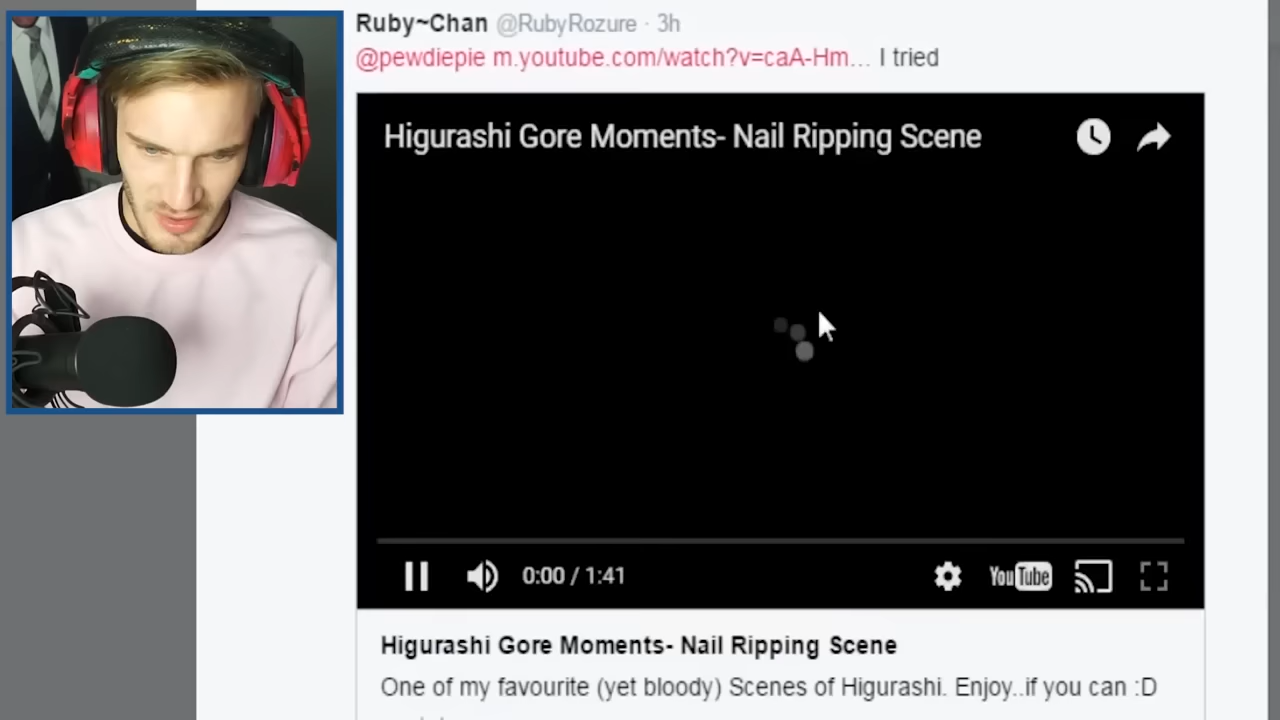 Ruby~Chan @RubyRozure · 3h
@pewdiepie m.youtube.com/watch?v=caA-Hm... I tried
Higurashi Gore Moments- Nail Ripping Scene
0:00 / 1:41
YouTube
Higurashi Gore Moments- Nail Ripping Scene
One of my favourite (yet bloody) Scenes of Higurashi. Enjoy..if you can :D